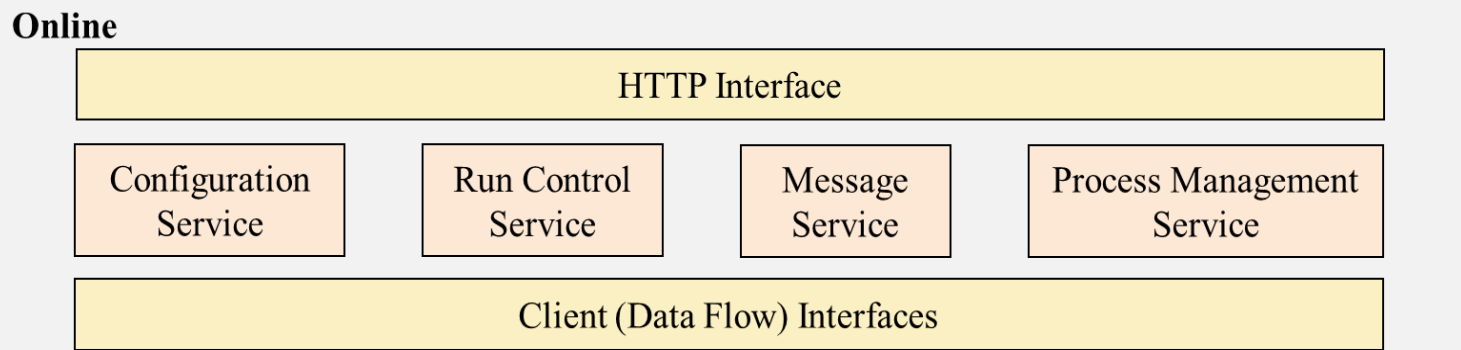 Online
HTTP Interface
Configuration
Service
Run Control
Service
Message
Service
Process Management
Service
Client (Data Flow) Interfaces